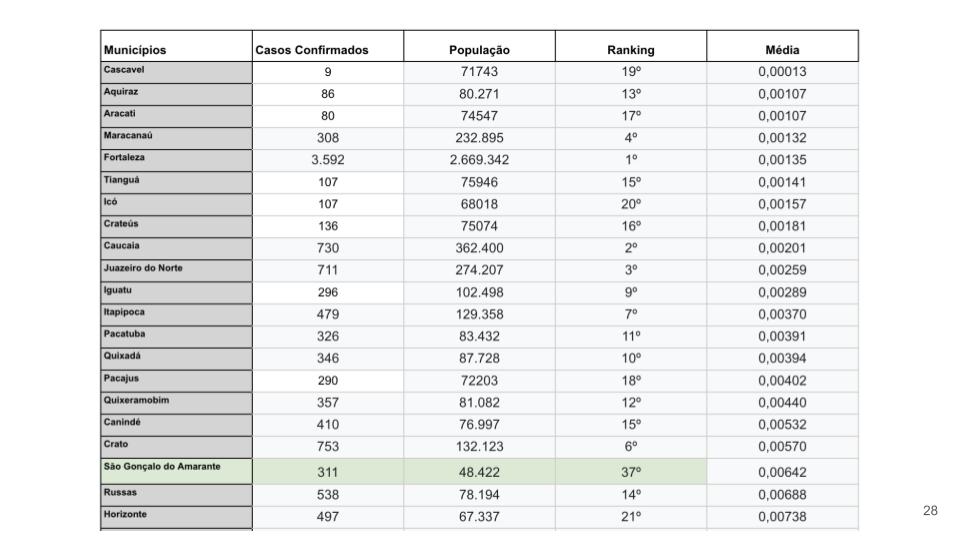 Municípios Casos Confirmados População Ranking Média
Cascavel 9 71743 19º 0,00013
Aquiraz 86 80.271 13º 0,00107
Aracati 80 74547 17º 0,00107
Maracanaú 308 232.895 4º 0,00132
Fortaleza 3.592 2.669.342 1º 0,00135
Tianguá 107 75946 15º 0,00141
Icó 107 68018 20º 0,00157
Crateús 136 75074 16º 0,00181
Caucaia 730 362.400 2º 0,00201
Juazeiro do Norte 711 274.207 3º 0,00259
Iguatu 296 102.498 9º 0,00289
Itapipoca 479 129.358 7º 0,00370
Pacatuba 326 83.432 11º 0,00391
Quixadá 346 87.728 10º 0,00394
Pacajus 290 72203 18º 0,00402
Quixeramobim 357 81.082 12º 0,00440
Canindé 410 76.997 15º 0,00532
Crato 753 132.123 6º 0,00570
São Gonçalo do Amarante 311 48.422 37º 0,00642
Russas 538 78.194 14º 0,00688
Horizonte 497 67.337 21º 0,00738
28